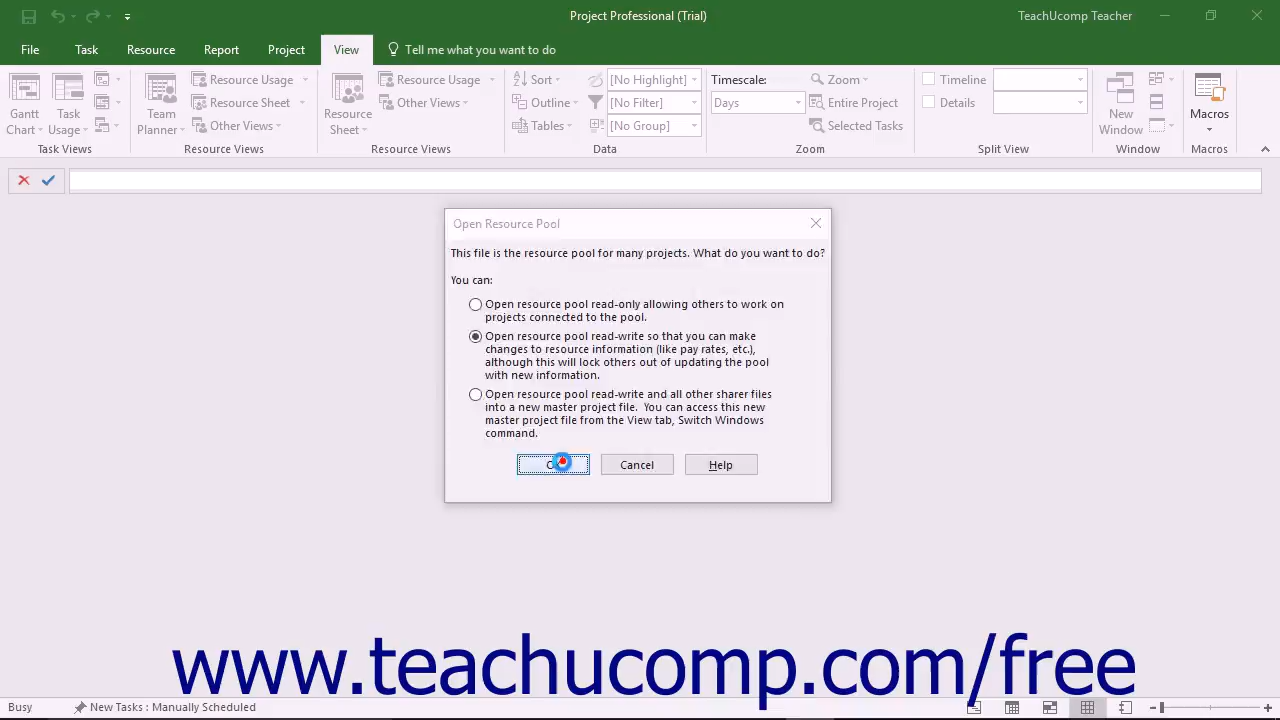 Project Professional (Trial)
TeachUcomp Teacher
File Task Resource Report Project View Tell me what you want to do
Gantt Chart
Task Usage
Task Views
Team Planner
Resource Usage
Resource Sheet
Other Views
Resource Views
Resource Sheet
Resource Usage
Other Views
Resource Views
Sort
Outline
Tables
[No Highlight]
[No Filter]
[No Group]
Data
Timescale:
Days
Zoom
Entire Project
Selected Tasks
Zoom
Timeline
Details
Split View
New Window
Window
Macros
Macros
Open Resource Pool
This file is the resource pool for many projects. What do you want to do?
You can:
Open resource pool read-only allowing others to work on
projects connected to the pool.
Open resource pool read-write so that you can make
changes to resource information (like pay rates, etc.),
although this will lock others out of updating the pool
with new information.
Open resource pool read-write and all other sharer files
into a new master project file. You can access this new
master project file from the View tab, Switch Windows
command.
Cancel Help
www.teachucomp.com/free
Busy New Tasks : Manually Scheduled